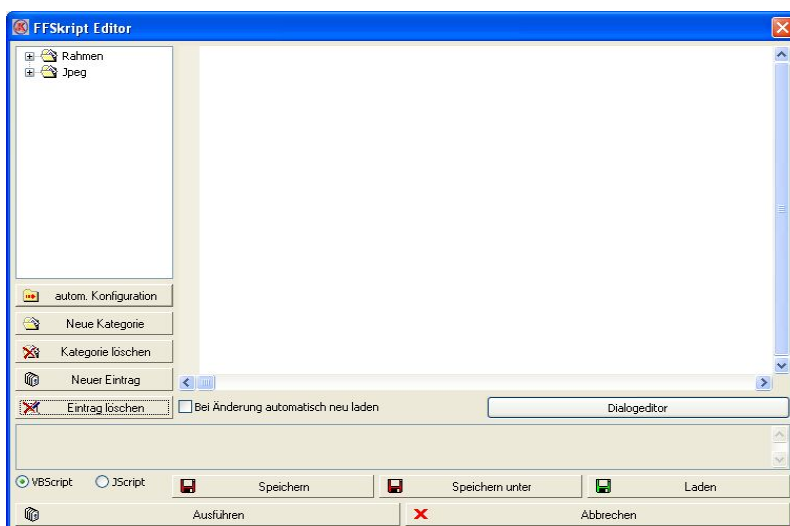 FFSkript Editor
Rahmen
Jpeg
autom. Konfiguration
Neue Kategorie
Kategorie löschen
Neuer Eintrag
Eintrag löschen
Bei Änderung automatisch neu laden
Dialogeditor
VBScript
JScript
Speichern
Speichern unter
Laden
Ausführen
Abbrechen